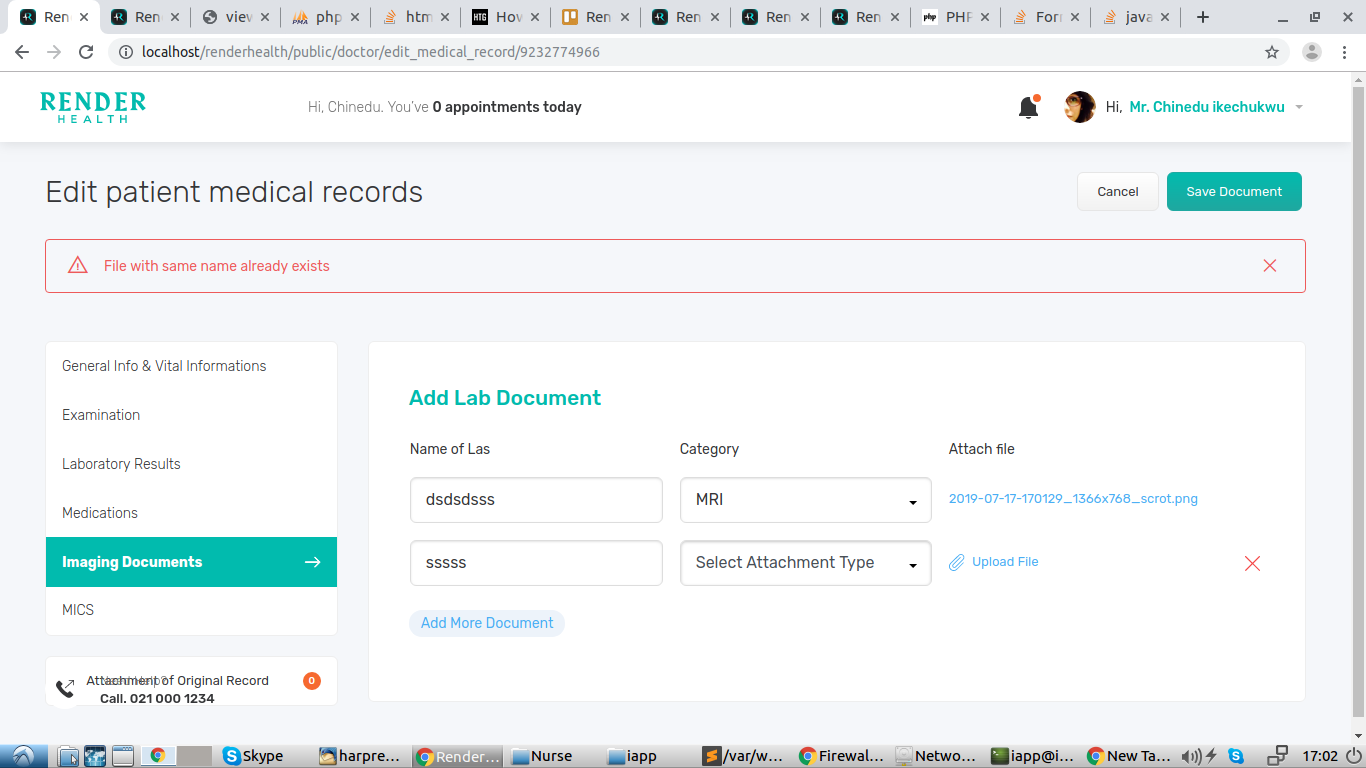 Ren
Ren
view
php
htm
How
Ren
Ren
Ren
Ren
PHP
For
java
localhost/renderhealth/public/doctor/edit_medical_record/9232774966
RENDER
HEALTH
Hi, Chinedu. You've 0 appointments today
Hi, Mr. Chinedu ikechukwu
Edit patient medical records
Cancel
Save Document
File with same name already exists
General Info & Vital Informations
Examination
Laboratory Results
Medications
Imaging Documents
MICS
Attachment of Original Record
0
Need Help?
Call. 021 000 1234
Add Lab Document
Name of Las
Category
Attach file
dsdsdsss
MRI
2019-07-17-170129_1366x768_scrot.png
sssss
Select Attachment Type
Upload File
Add More Document
Skype
harpre...
Render...
Nurse
iapp
/var/w...
Firewal...
Netwo...
iapp@i...
New Ta...
17:02